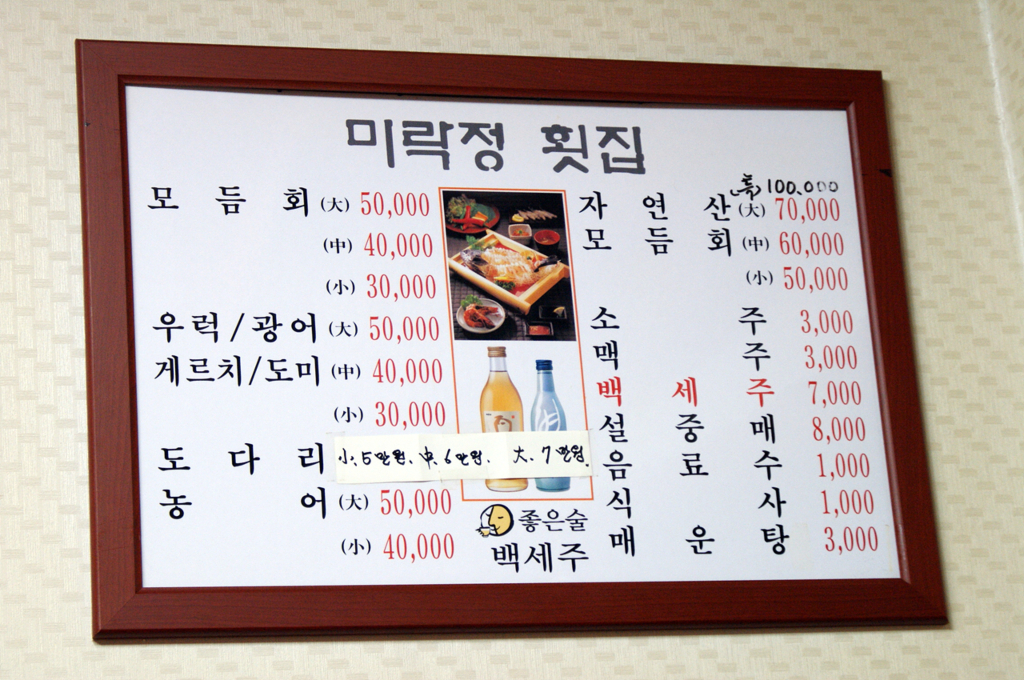 미락정 횟집
모듬회 (大) 50,000
(中) 40,000
(小) 30,000
우럭/광어 (大) 50,000
게르치/도미 (中) 40,000
(小) 30,000
도다리 小. 5만원. 中. 6만원. 大. 7만원.
농어 (大) 50,000
(小) 40,000
좋은술
백세주
100,000
자연산 (大) 70,000
모듬회 (中) 60,000
(小) 50,000
소주 3,000
맥주 3,000
백세주 7,000
설중매 8,000
음료수 1,000
식사 1,000
매운탕 3,000